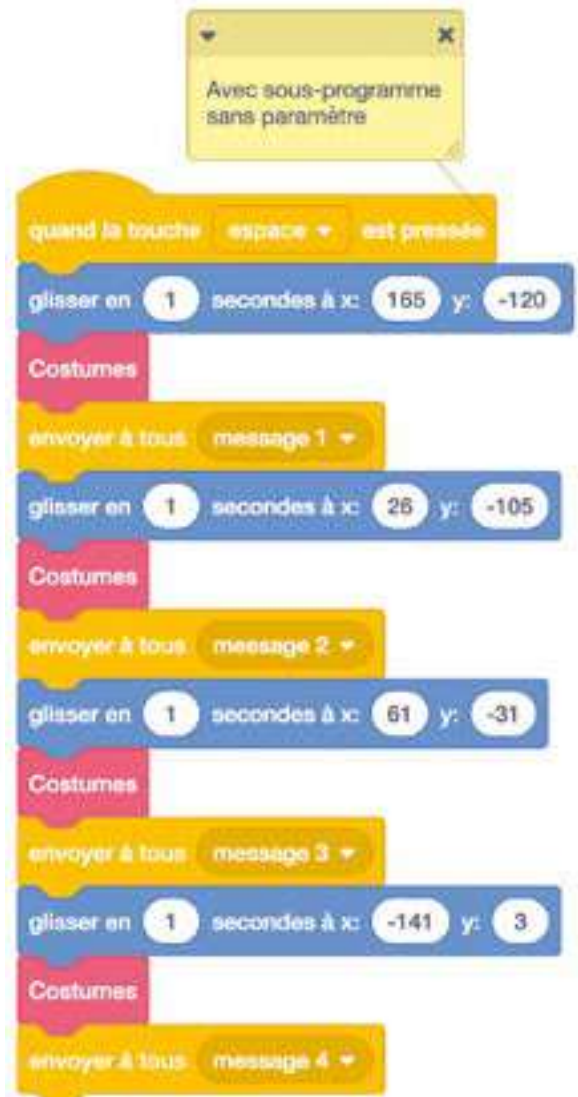 Avec sous-programme
sans paramètre
quand la touche espace est pressée
glisser en 1 secondes à x: 165 y: -120
Costumes
envoyer à tous message 1
glisser en 1 secondes à x: 26 y: -105
Costumes
envoyer à tous message 2
glisser en 1 secondes à x: 61 y: -31
Costumes
envoyer à tous message 3
glisser en 1 secondes à x: -141 y: 3
Costumes
envoyer à tous message 4